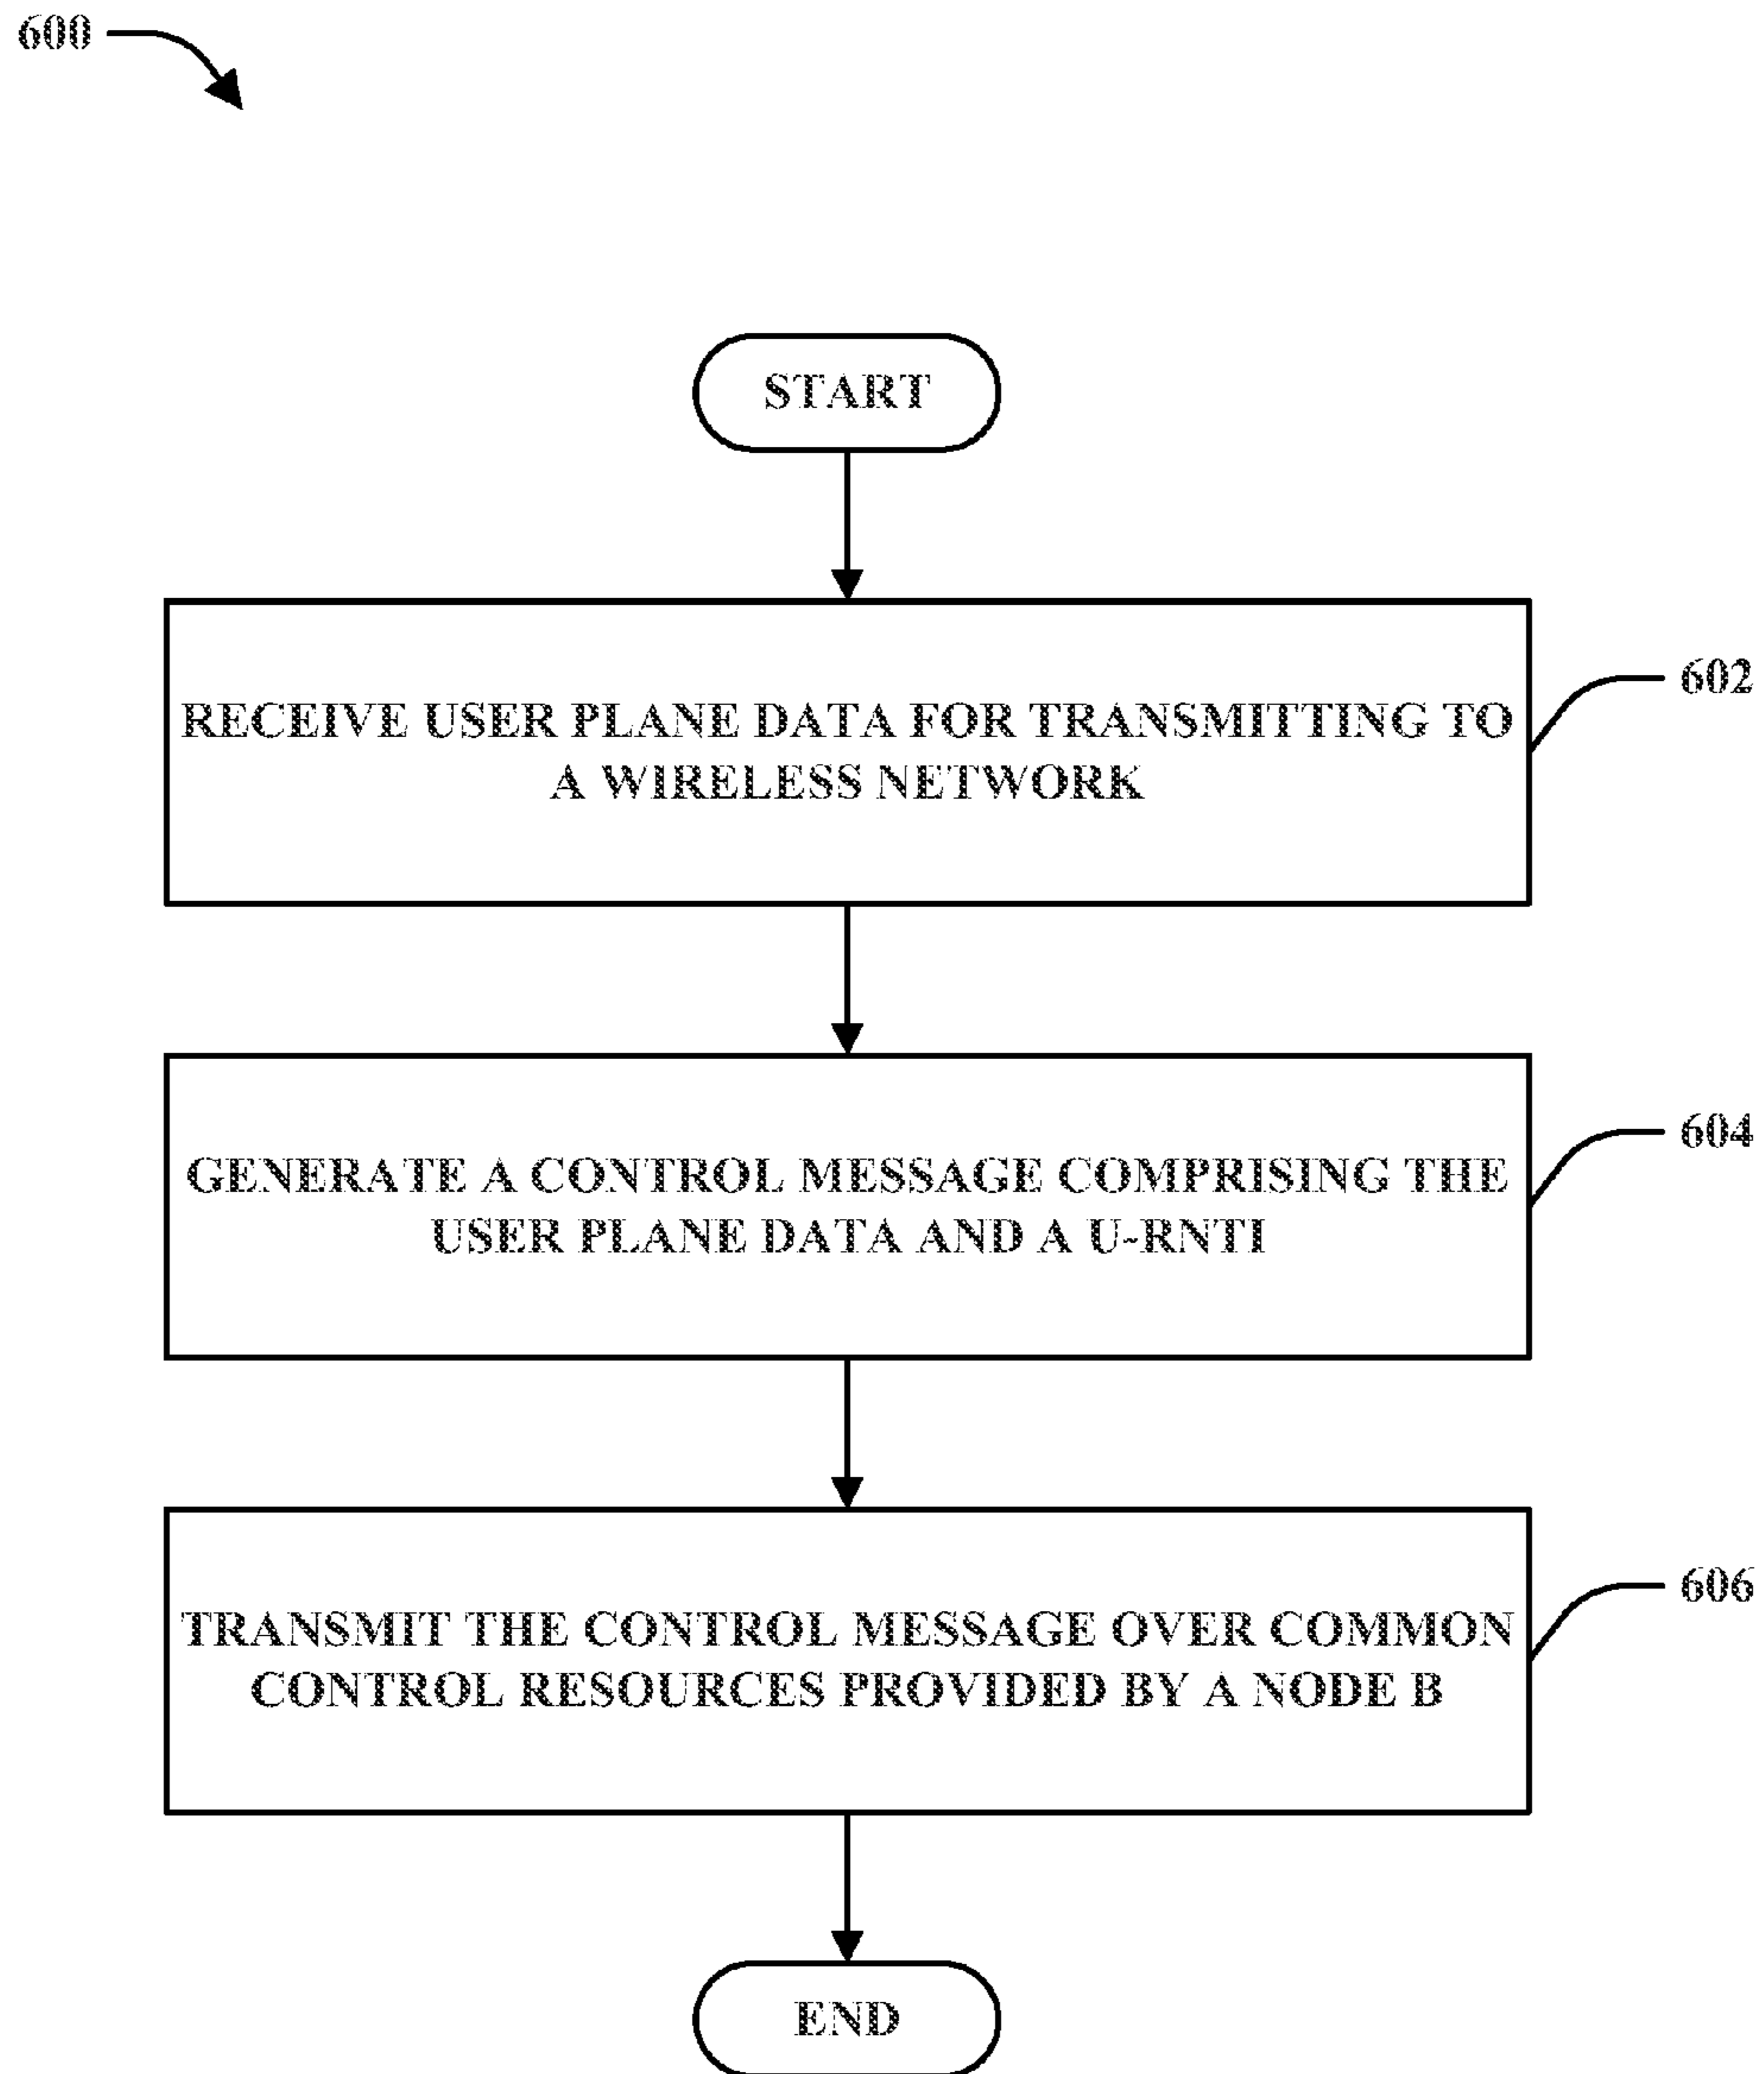 600
START
RECEIVE USER PLANE DATA FOR TRANSMITTING TO
A WIRELESS NETWORK
602
GENERATE A CONTROL MESSAGE COMPRISING THE
USER PLANE DATA AND A U-RNTI
604
TRANSMIT THE CONTROL MESSAGE OVER COMMON
CONTROL RESOURCES PROVIDED BY A NODE B
606
END